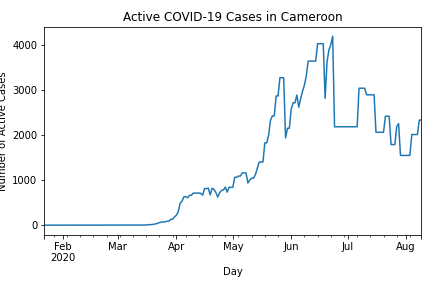 Active COVID-19 Cases in Cameroon
Number of Active Cases
4000
3000
2000
1000
0
Feb Mar Apr May Jun Jul Aug
2020
Day